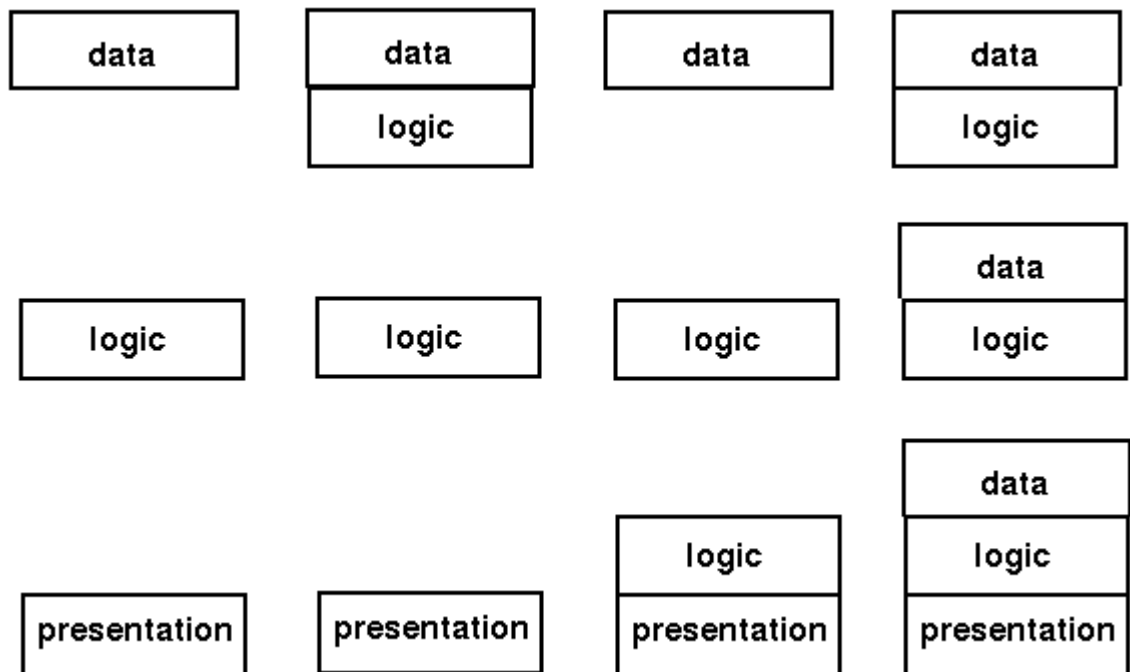 data data data data
logic logic
data
logic logic logic logic
data
logic logic
presentation presentation presentation presentation